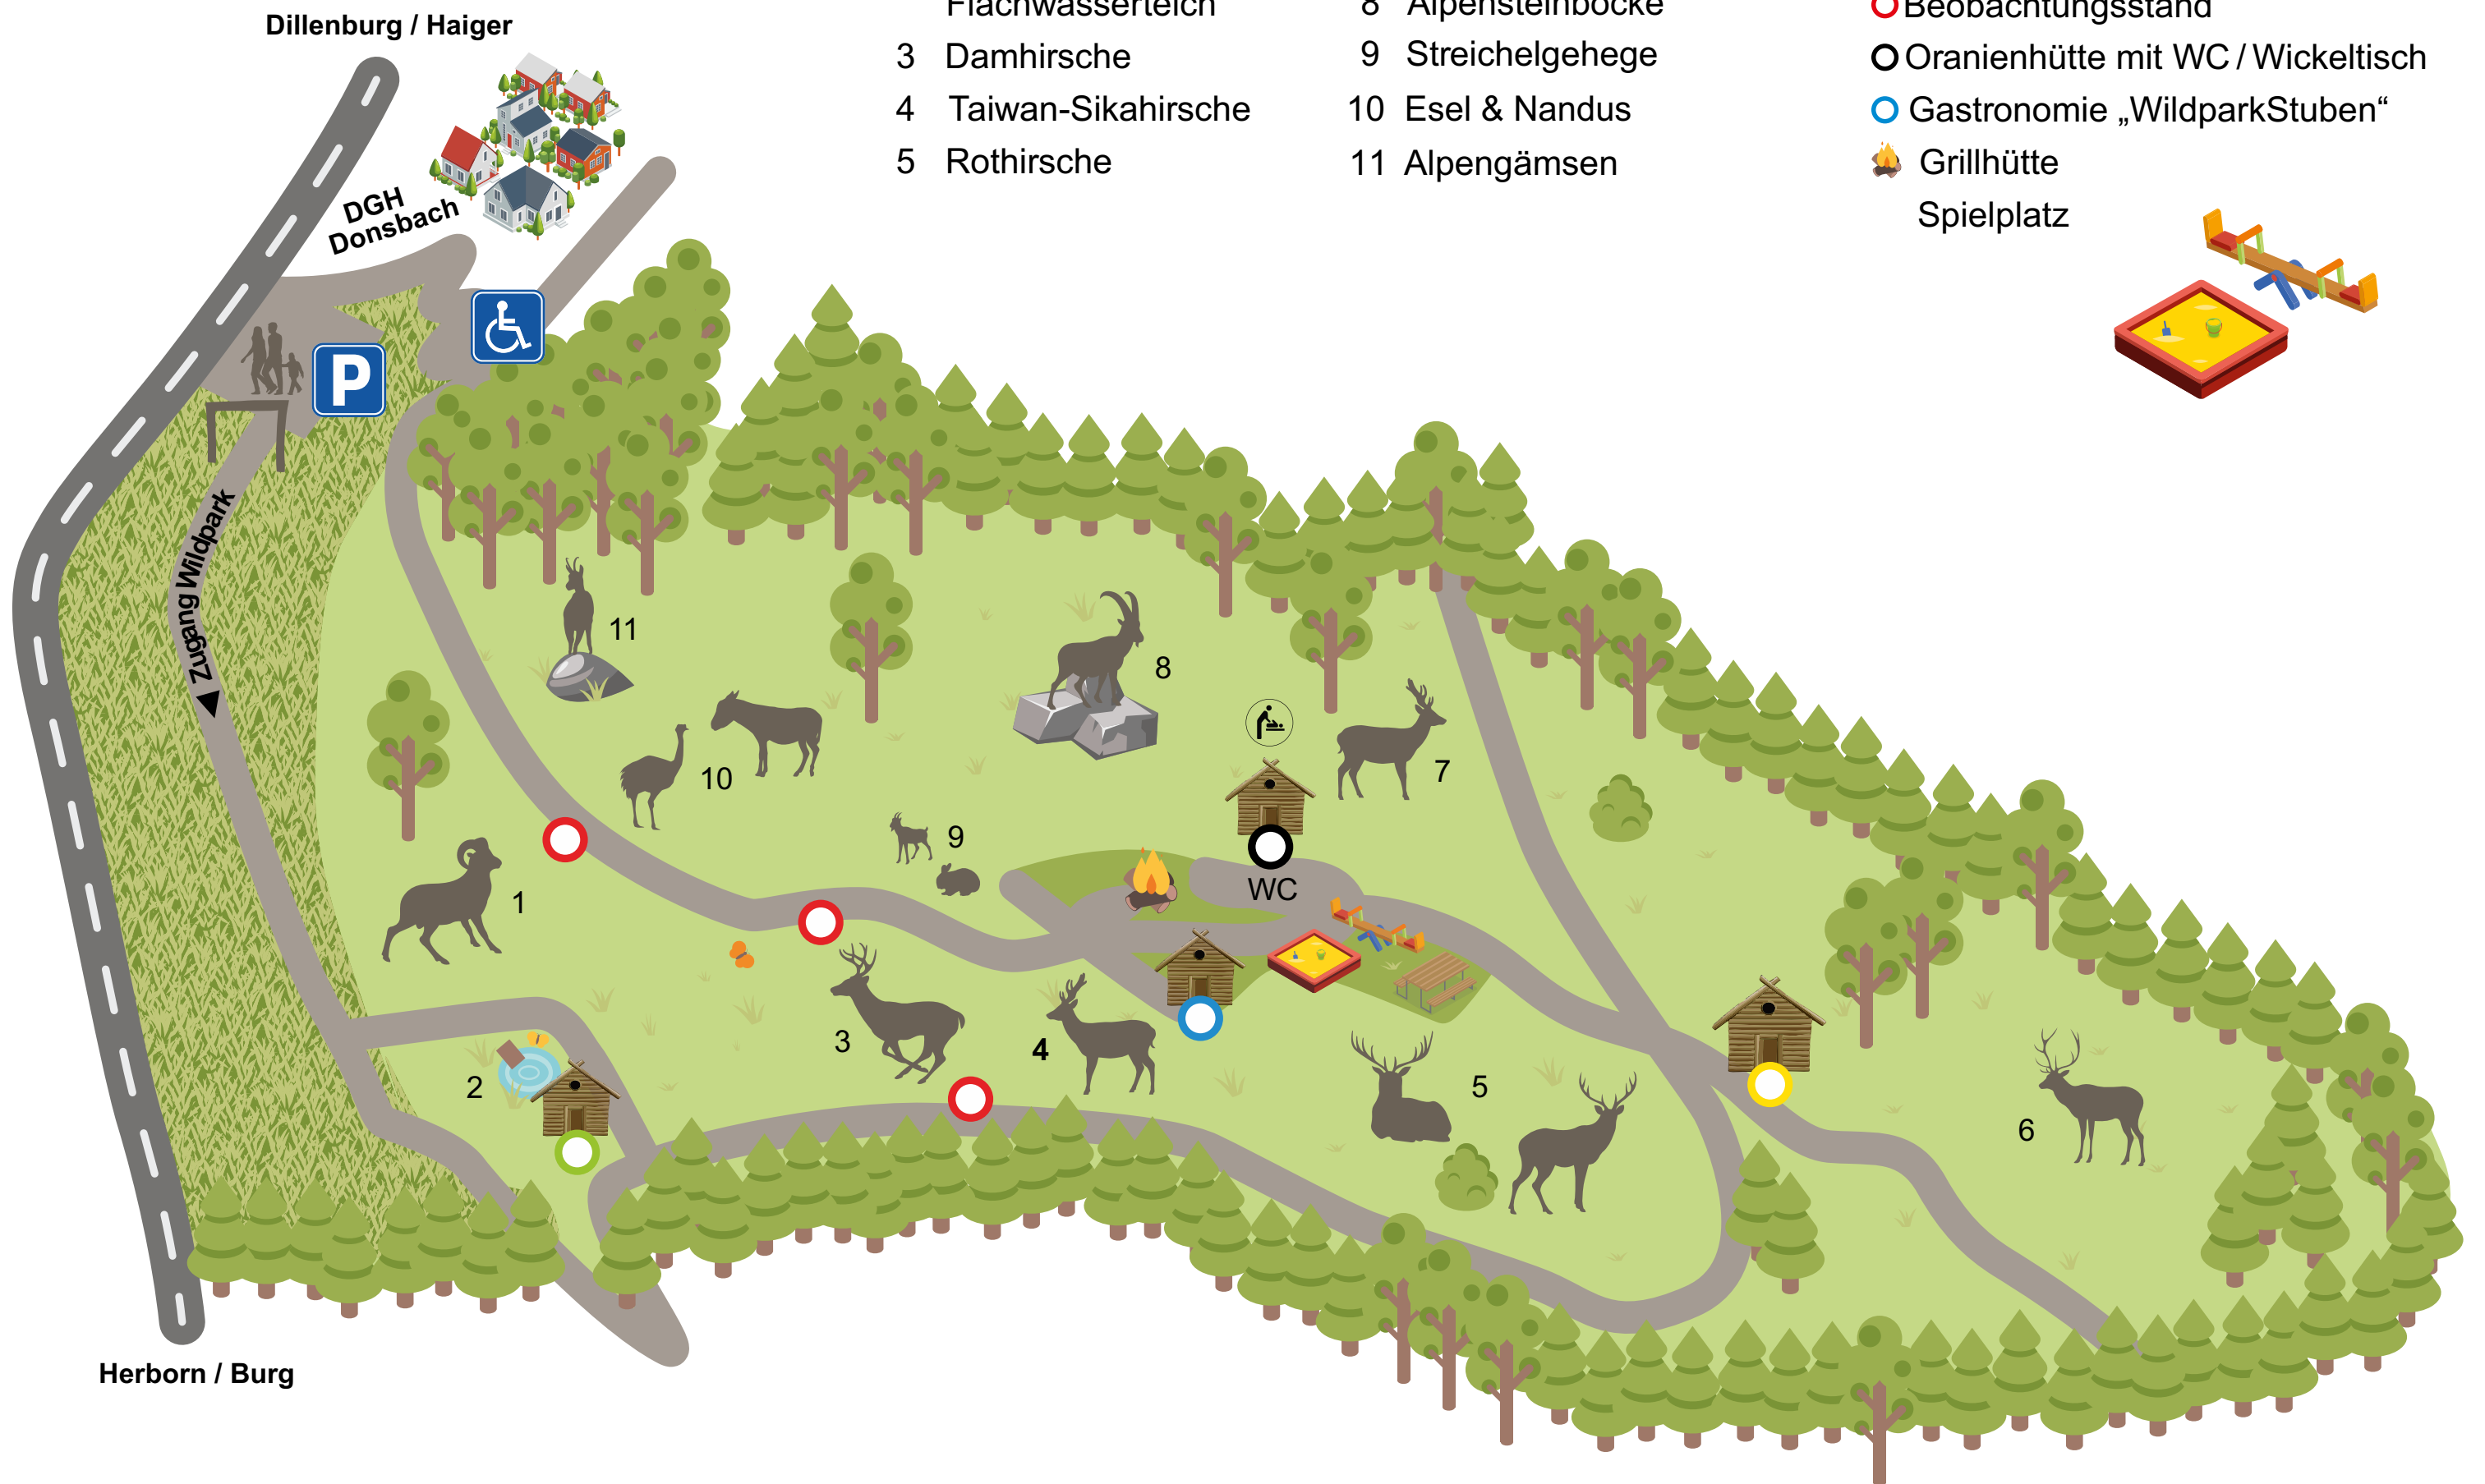 Dillenburg / Haiger
Flachwasserteich
3 Damhirsche
4 Taiwan-Sikahirsche
5 Rothirsche
8 Alpensteinböcke
9 Streichelgehege
10 Esel & Nandus
11 Alpengämsen
Beobachtungsstand
Oranienhütte mit WC / Wickeltisch
Gastronomie „WildparkStuben“
Grillhütte
Spielplatz
DGH
Donsbach
P
Zugang Wildpark
11
8
10
7
9
1
WC
3
4
5
2
6
Herborn / Burg